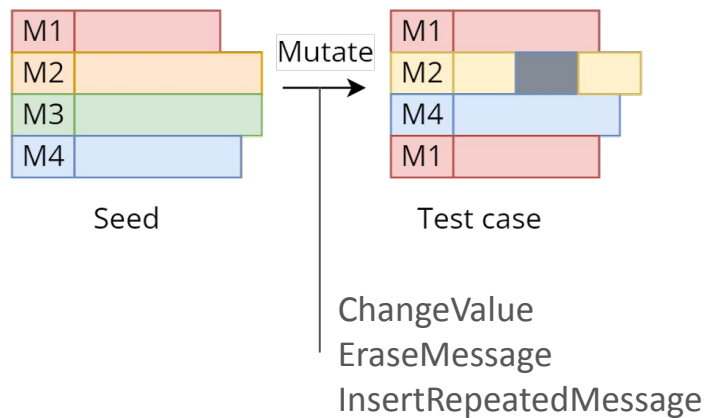 M1
M2
M3
M4
Seed
Mutate
M1
M2
M4
M1
Test case
ChangeValue
EraseMessage
InsertRepeatedMessage